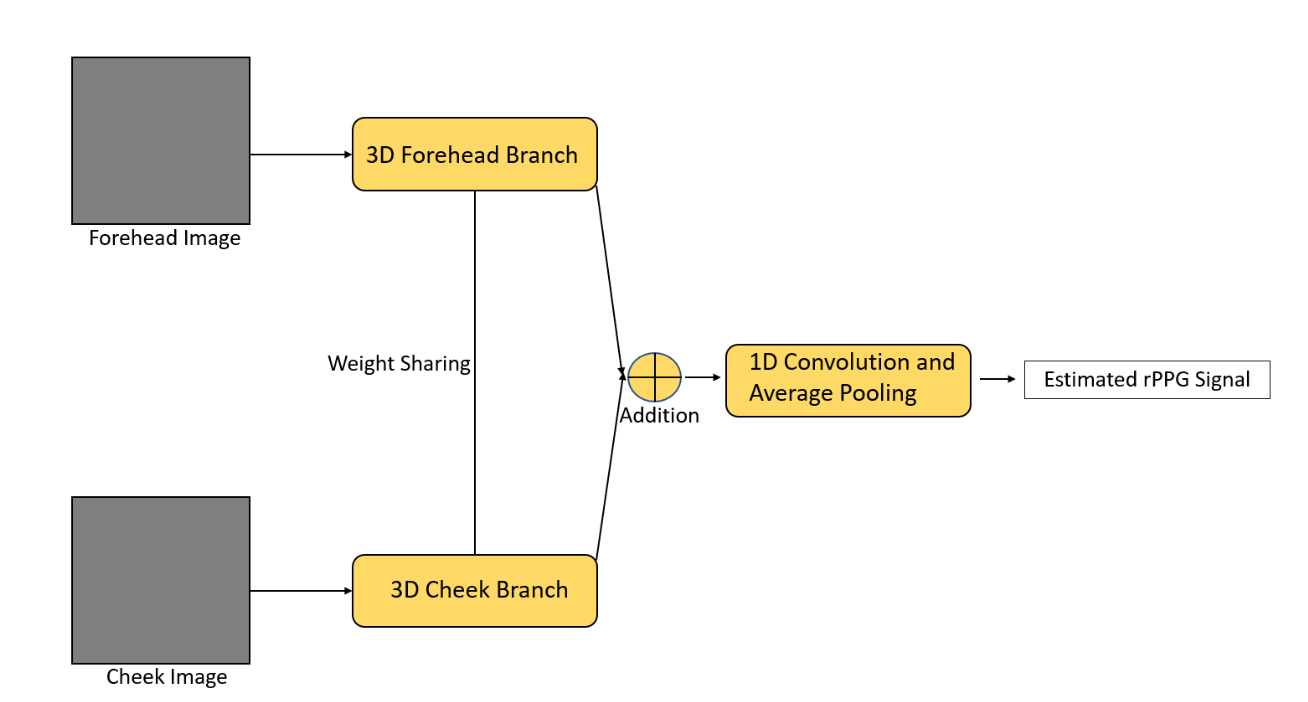 3D Forehead Branch
Forehead Image
Weight Sharing
1D Convolution and
Average Pooling
Estimated rPPG Signal
Addition
3D Cheek Branch
Cheek Image